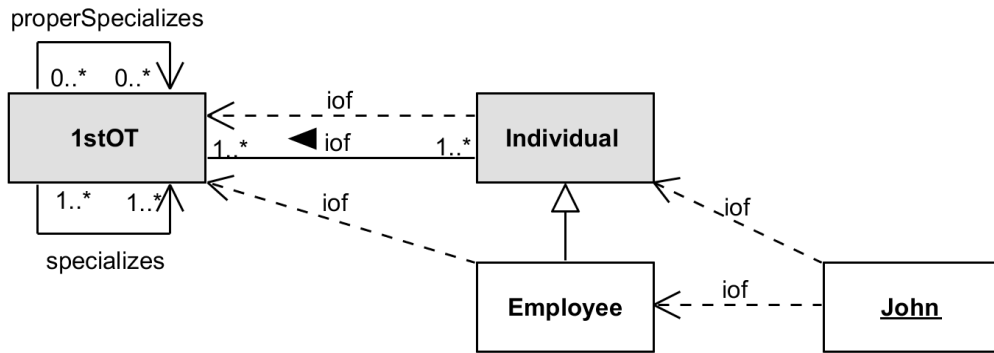 properSpecializes
0..* 0..*
1stOT
iof
Individual
1..* ◀ iof 1..*
1..* 1..*
specializes
iof
iof
Employee
iof
John